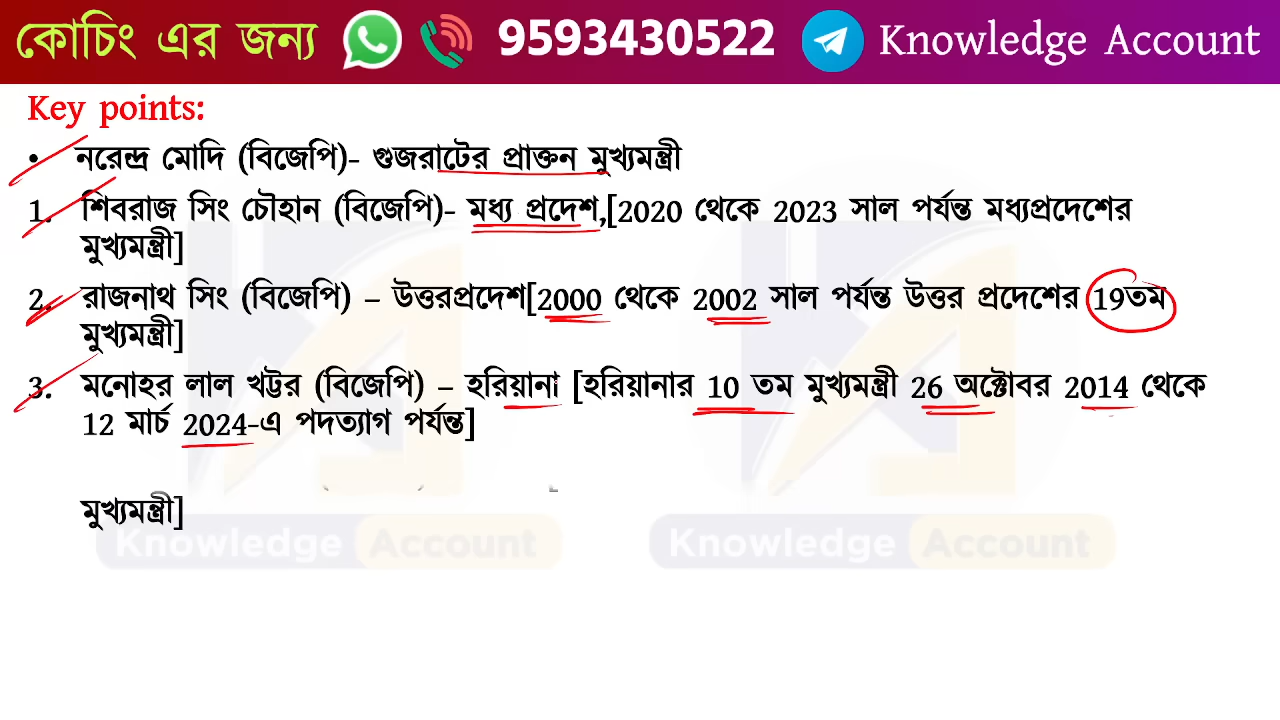 কোচিং এর জন্য 9593430522 Knowledge Account
Key points:
• নরেন্দ্র মোদি (বিজেপি)- গুজরাটের প্রাক্তন মুখ্যমন্ত্রী
1. শিবরাজ সিং চৌহান (বিজেপি)- মধ্য প্রদেশ,[2020 থেকে 2023 সাল পর্যন্ত মধ্যপ্রদেশের
মুখ্যমন্ত্রী]
2. রাজনাথ সিং (বিজেপি) – উত্তরপ্রদেশ[2000 থেকে 2002 সাল পর্যন্ত উত্তর প্রদেশের 19তম
মুখ্যমন্ত্রী]
3. মনোহর লাল খট্টর (বিজেপি) – হরিয়ানা [হরিয়ানার 10 তম মুখ্যমন্ত্রী 26 অক্টোবর 2014 থেকে
12 মার্চ 2024-এ পদত্যাগ পর্যন্ত]
মুখ্যমন্ত্রী]
Knowledge Account Knowledge Account